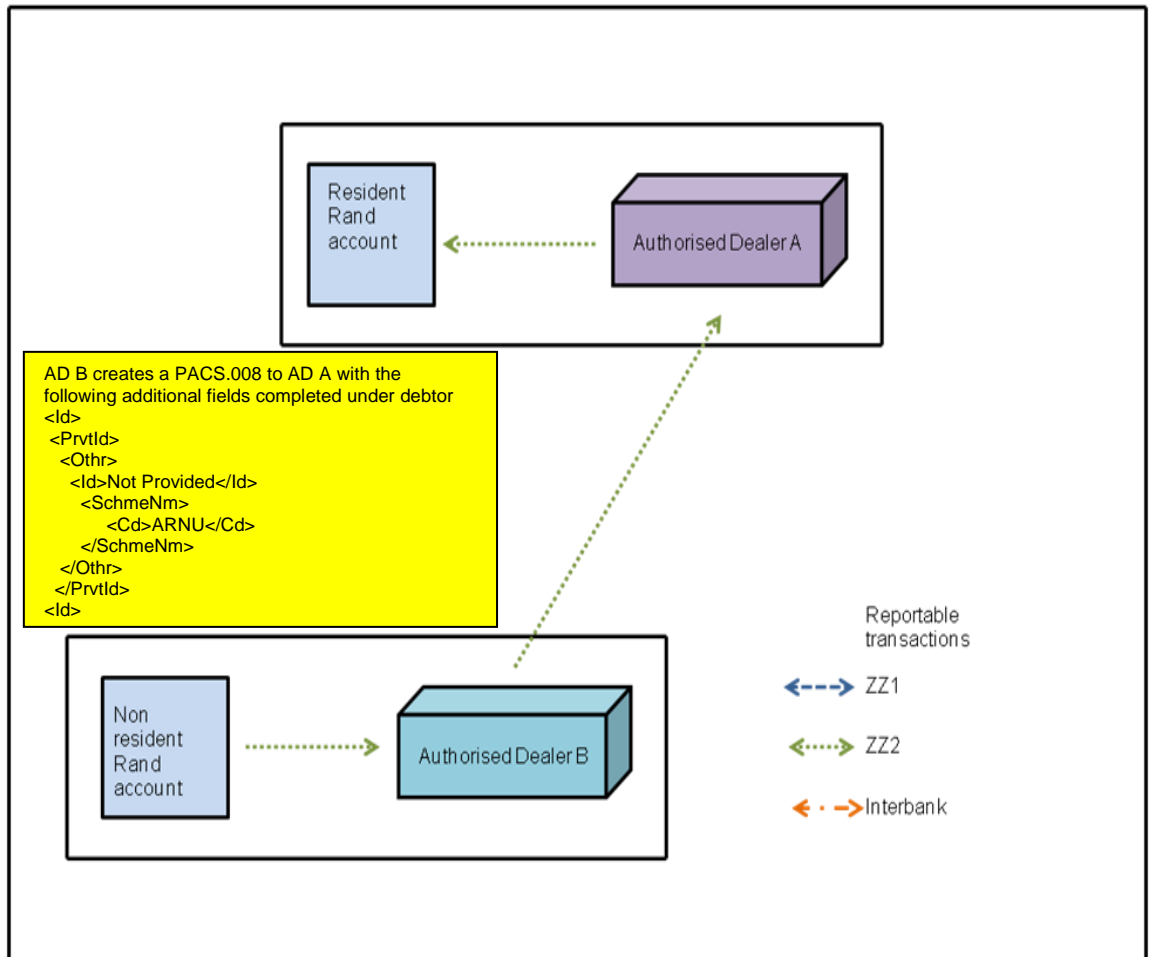 Resident
Rand
account
Authorised Dealer A
AD B creates a PACS.008 to AD A with the
following additional fields completed under debtor
<Id>
<PrvtId>
<Othr>
<Id>Not Provided</Id>
<SchmeNm>
<Cd>ARNU</Cd>
</SchmeNm>
</Othr>
</PrvtId>
<Id>
Non
resident
Rand
account
Authorised Dealer B
Reportable
transactions
ZZ1
ZZ2
Interbank